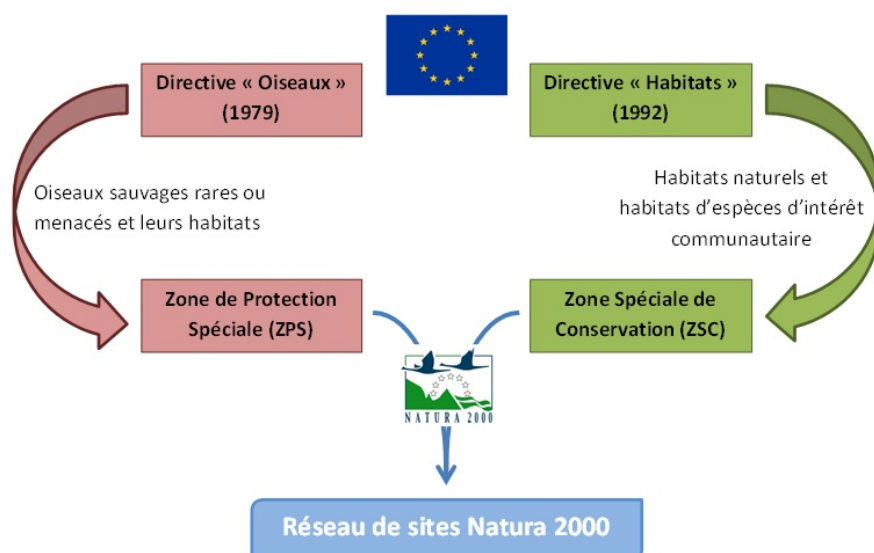 Directive « Oiseaux »
(1979)
Directive « Habitats »
(1992)
Oiseaux sauvages rares ou
menacés et leurs habitats
Habitats naturels et
habitats d’espèces d’intérêt
communautaire
Zone de Protection
Spéciale (ZPS)
Zone Spéciale de
Conservation (ZSC)
NATURA 2000
Réseau de sites Natura 2000